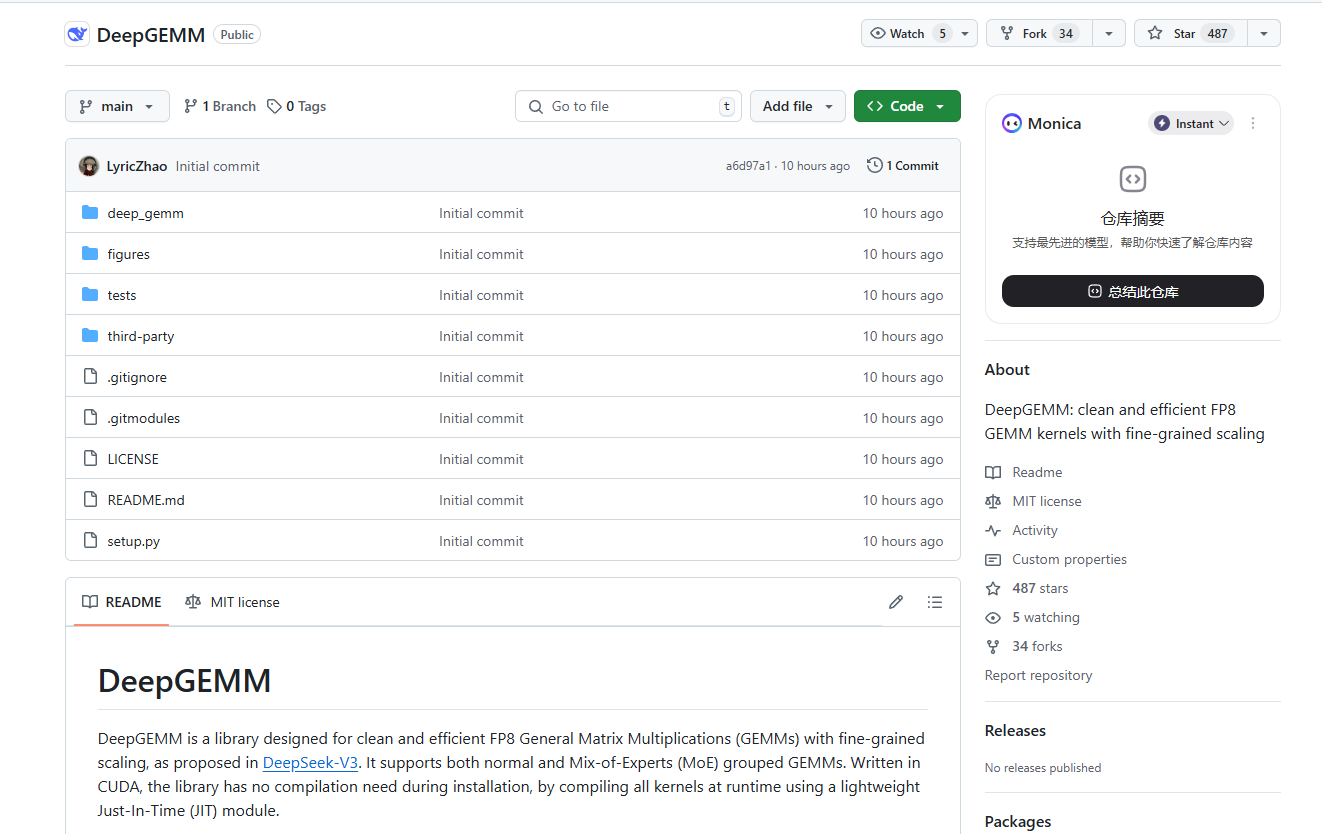 DeepGEMM Public Watch 5 Fork 34 Star 487
main 1 Branch 0 Tags Go to file t Add file Code
LyricZhao Initial commit a6d97a1 · 10 hours ago 1 Commit
deep_gemm Initial commit 10 hours ago
figures Initial commit 10 hours ago
tests Initial commit 10 hours ago
third-party Initial commit 10 hours ago
.gitignore Initial commit 10 hours ago
.gitmodules Initial commit 10 hours ago
LICENSE Initial commit 10 hours ago
README.md Initial commit 10 hours ago
setup.py Initial commit 10 hours ago
README MIT license
DeepGEMM
DeepGEMM is a library designed for clean and efficient FP8 General Matrix Multiplications (GEMMs) with fine-grained
scaling, as proposed in DeepSeek-V3. It supports both normal and Mix-of-Experts (MoE) grouped GEMMs. Written in
CUDA, the library has no compilation need during installation, by compiling all kernels at runtime using a lightweight
Just-In-Time (JIT) module.
Monica Instant
仓库摘要
支持最先进的模型，帮助你快速了解仓库内容
总结此仓库
About
DeepGEMM: clean and efficient FP8
GEMM kernels with fine-grained scaling
Readme
MIT license
Activity
Custom properties
487 stars
5 watching
34 forks
Report repository
Releases
No releases published
Packages